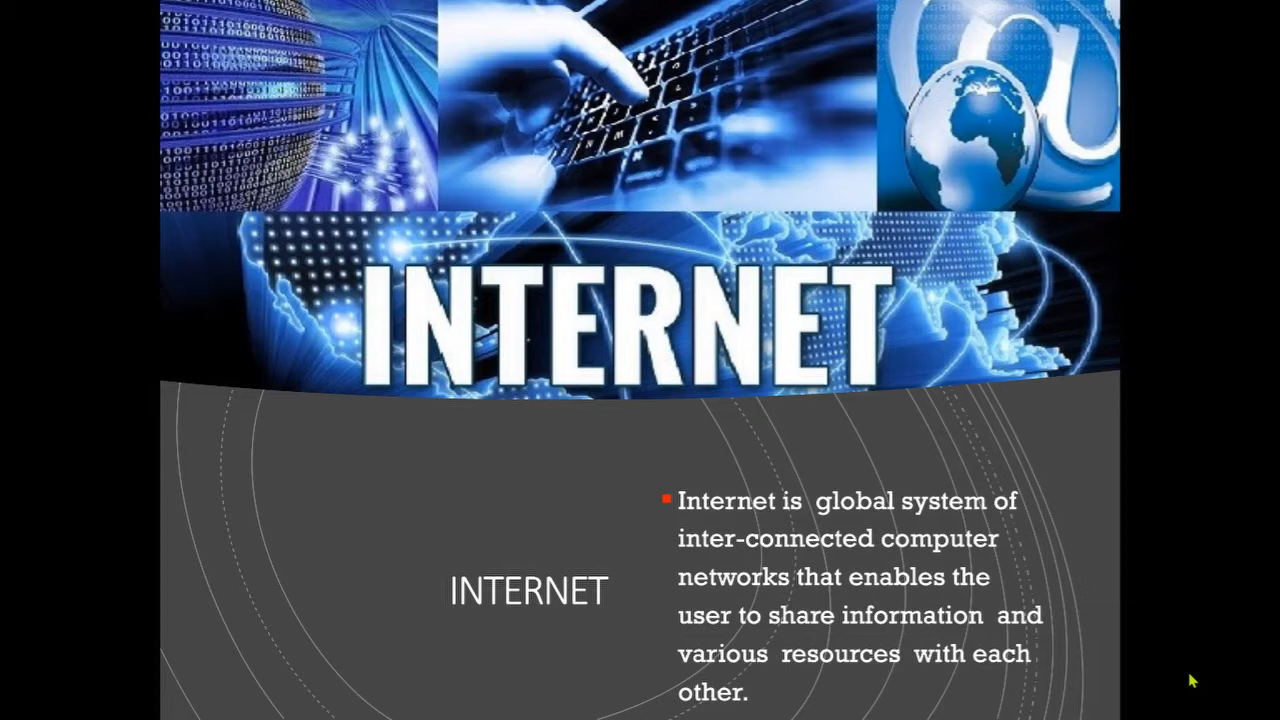 INTERNET
INTERNET
Internet is global system of
inter-connected computer
networks that enables the
user to share information and
various resources with each
other.